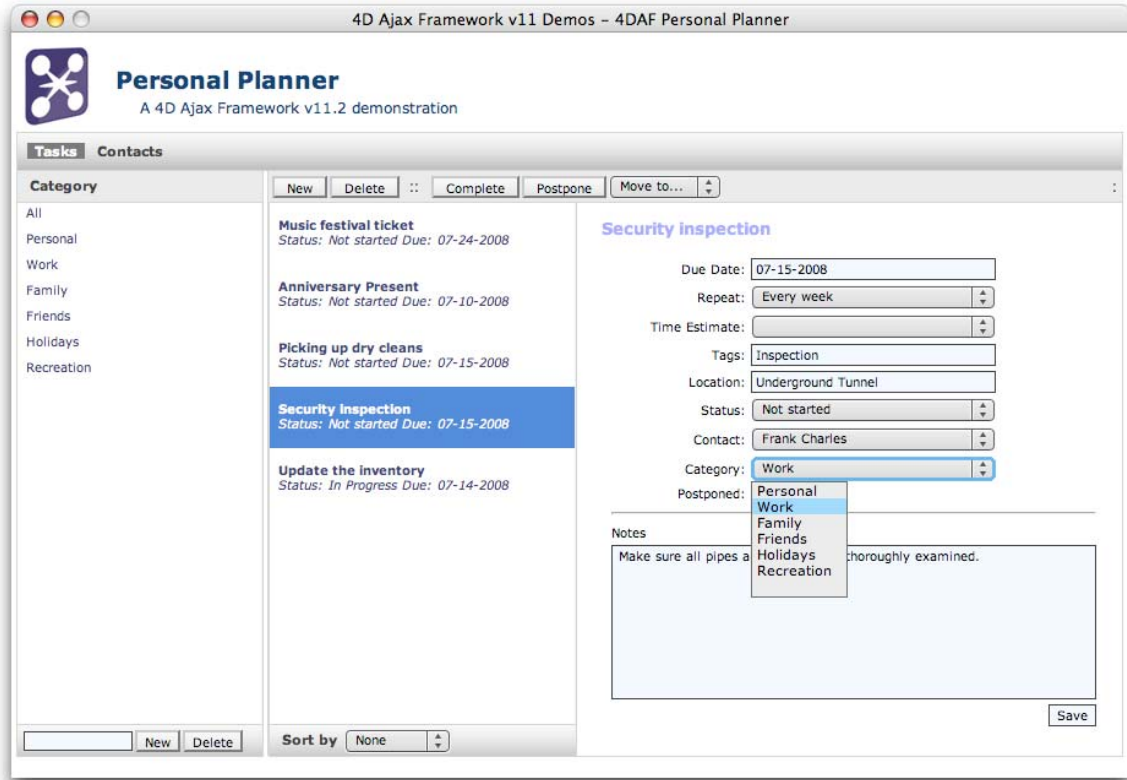 4D Ajax Framework v11 Demos – 4DAF Personal Planner
Personal Planner
A 4D Ajax Framework v11.2 demonstration
Tasks Contacts
Category
All
Personal
Work
Family
Friends
Holidays
Recreation
New Delete
New Delete :: Complete Postpone Move to... :
Music festival ticket
Status: Not started Due: 07-24-2008
Anniversary Present
Status: Not started Due: 07-10-2008
Picking up dry cleans
Status: Not started Due: 07-15-2008
Security inspection
Status: Not started Due: 07-15-2008
Update the inventory
Status: In Progress Due: 07-14-2008
Sort by None
Security inspection
Due Date: 07-15-2008
Repeat: Every week
Time Estimate:
Tags: Inspection
Location: Underground Tunnel
Status: Not started
Contact: Frank Charles
Category: Work
Postponed:
Personal
Work
Family
Friends
Holidays
Recreation
Notes
Make sure all pipes a thoroughly examined.
Save